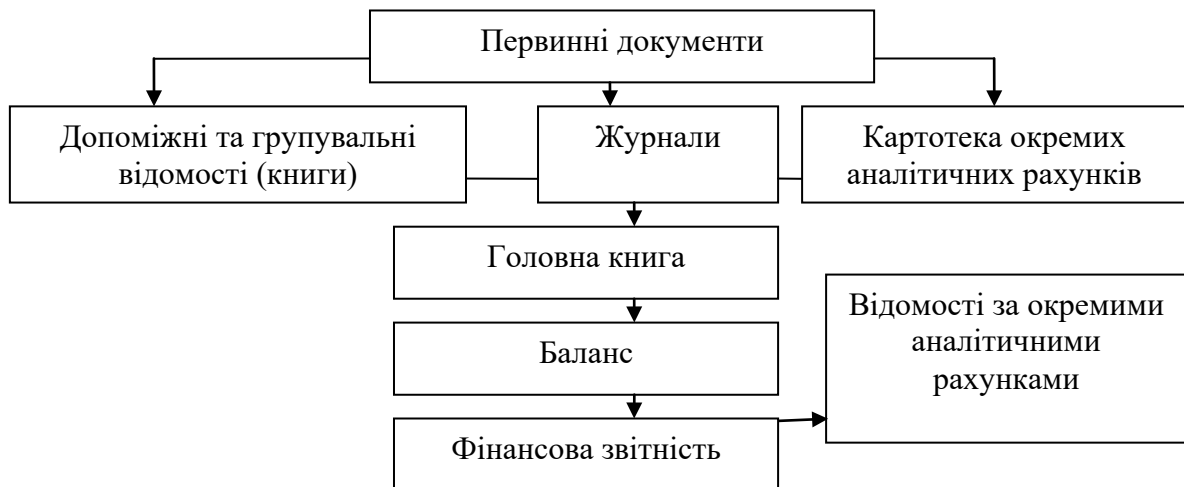 Первинні документи
Допоміжні та групувальні
відомості (книги)
Журнали
Картотека окремих
аналітичних рахунків
Головна книга
Баланс
Фінансова звітність
Відомості за окремими
аналітичними
рахунками